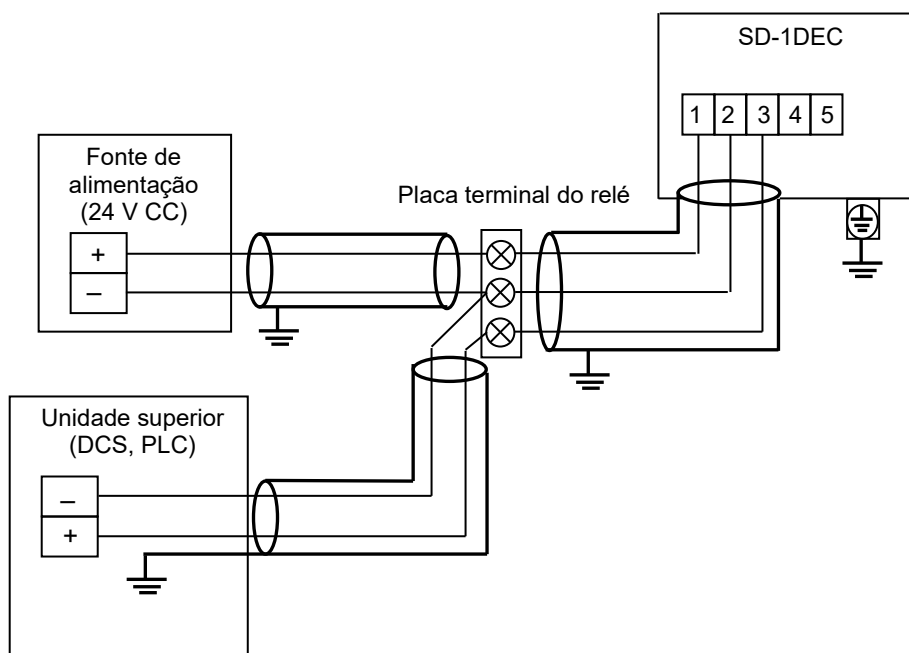 SD-1DEC
1 2 3 4 5
Fonte de
alimentação
(24 V CC)
+
–
Placa terminal do relé
Unidade superior
(DCS, PLC)
–
+